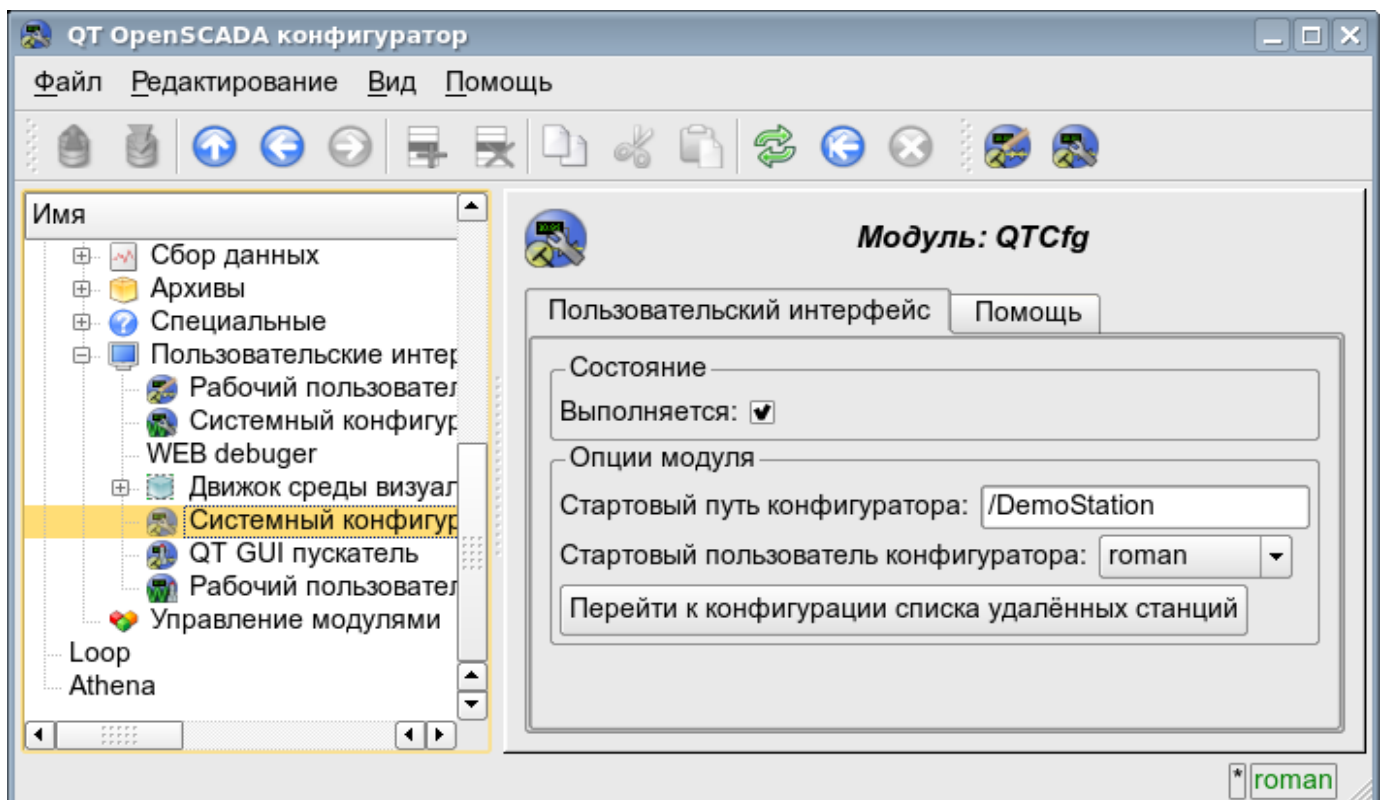 QT OpenSCADA конфигуратор
Файл Редактирование Вид Помощь
Имя
Сбор данных
Архивы
Специальные
Пользовательские интер
Рабочий пользовател
Системный конфигур
WEB debuger
Движок среды визуал
Системный конфигур
QT GUI пускатель
Рабочий пользовател
Управление модулями
Loop
Athena
Модуль: QTCfg
Пользовательский интерфейс Помощь
Состояние
Выполняется:
Опции модуля
Стартовый путь конфигуратора: /DemoStation
Стартовый пользователь конфигуратора: roman
Перейти к конфигурации списка удалённых станций
* roman